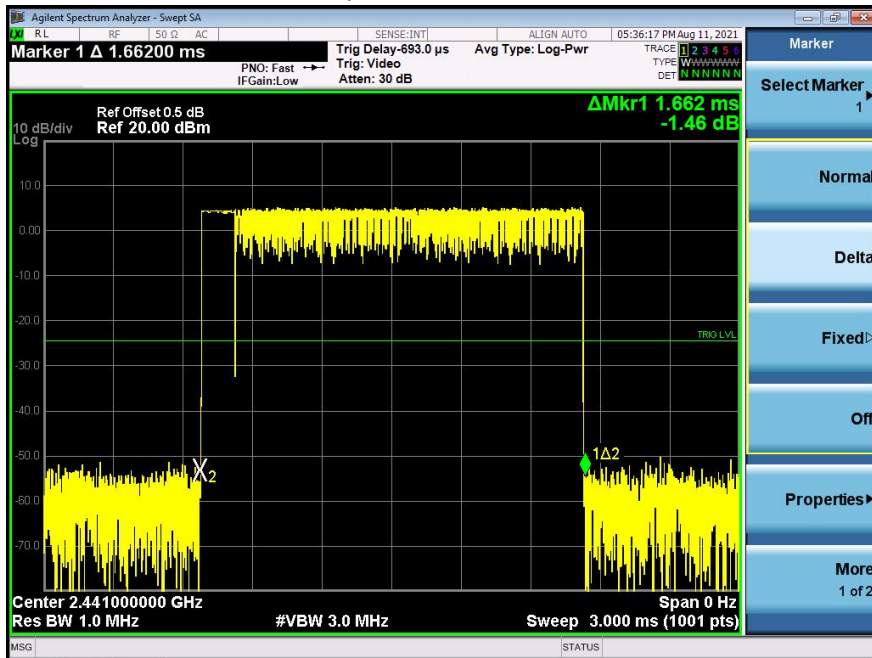 Agilent Spectrum Analyzer - Swept SA
LXI RL RF 50 Ω AC SENSE:INT ALIGN AUTO 05:36:17 PM Aug 11, 2021
Marker 1 Δ 1.66200 ms
PNO: Fast
IFGain:Low
Trig Delay-693.0 µs
Trig: Video
Atten: 30 dB
Avg Type: Log-Pwr
TRACE 1 2 3 4 5 6
TYPE WWWWWW
DET N N N N N N
ΔMkr1 1.662 ms
-1.46 dB
Ref Offset 0.5 dB
10 dB/div Ref 20.00 dBm
Log
10.0
0.00
-10.0
-20.0
TRIG LVL
-30.0
-40.0
-50.0
1Δ2
X2
-60.0
-70.0
Center 2.441000000 GHz Span 0 Hz
Res BW 1.0 MHz #VBW 3.0 MHz Sweep 3.000 ms (1001 pts)
MSG STATUS
Marker
Select Marker
1
Normal
Delta
Fixed
Off
Properties
More
1 of 2